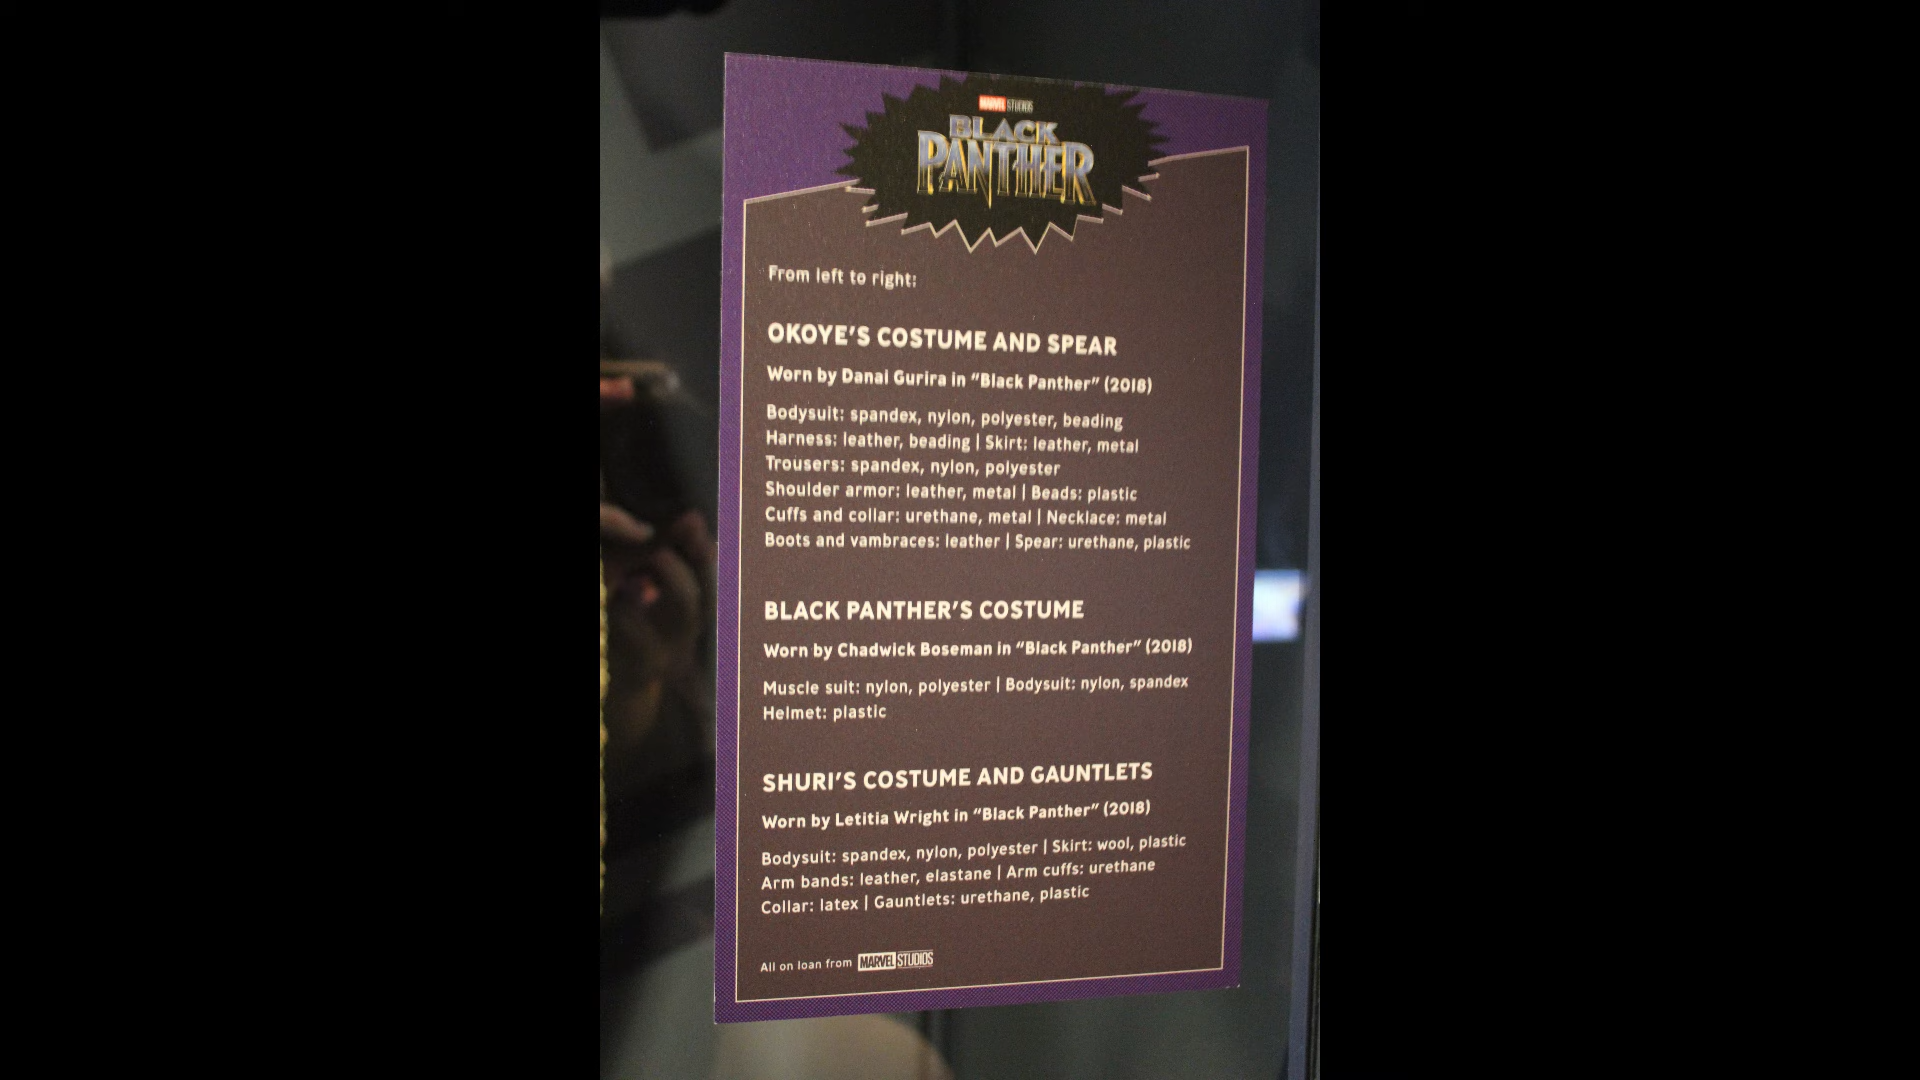 MARVEL STUDIOS
BLACK
PANTHER
From left to right:
OKOYE'S COSTUME AND SPEAR
Worn by Danai Gurira in "Black Panther" (2018)
Bodysuit: spandex, nylon, polyester, beading
Harness: leather, beading | Skirt: leather, metal
Trousers: spandex, nylon, polyester
Shoulder armor: leather, metal | Beads: plastic
Cuffs and collar: urethane, metal | Necklace: metal
Boots and vambraces: leather | Spear: urethane, plastic
BLACK PANTHER'S COSTUME
Worn by Chadwick Boseman in "Black Panther" (2018)
Muscle suit: nylon, polyester | Bodysuit: nylon, spandex
Helmet: plastic
SHURI'S COSTUME AND GAUNTLETS
Worn by Letitia Wright in "Black Panther" (2018)
Bodysuit: spandex, nylon, polyester | Skirt: wool, plastic
Arm bands: leather, elastane | Arm cuffs: urethane
Collar: latex | Gauntlets: urethane, plastic
All on loan from MARVEL STUDIOS